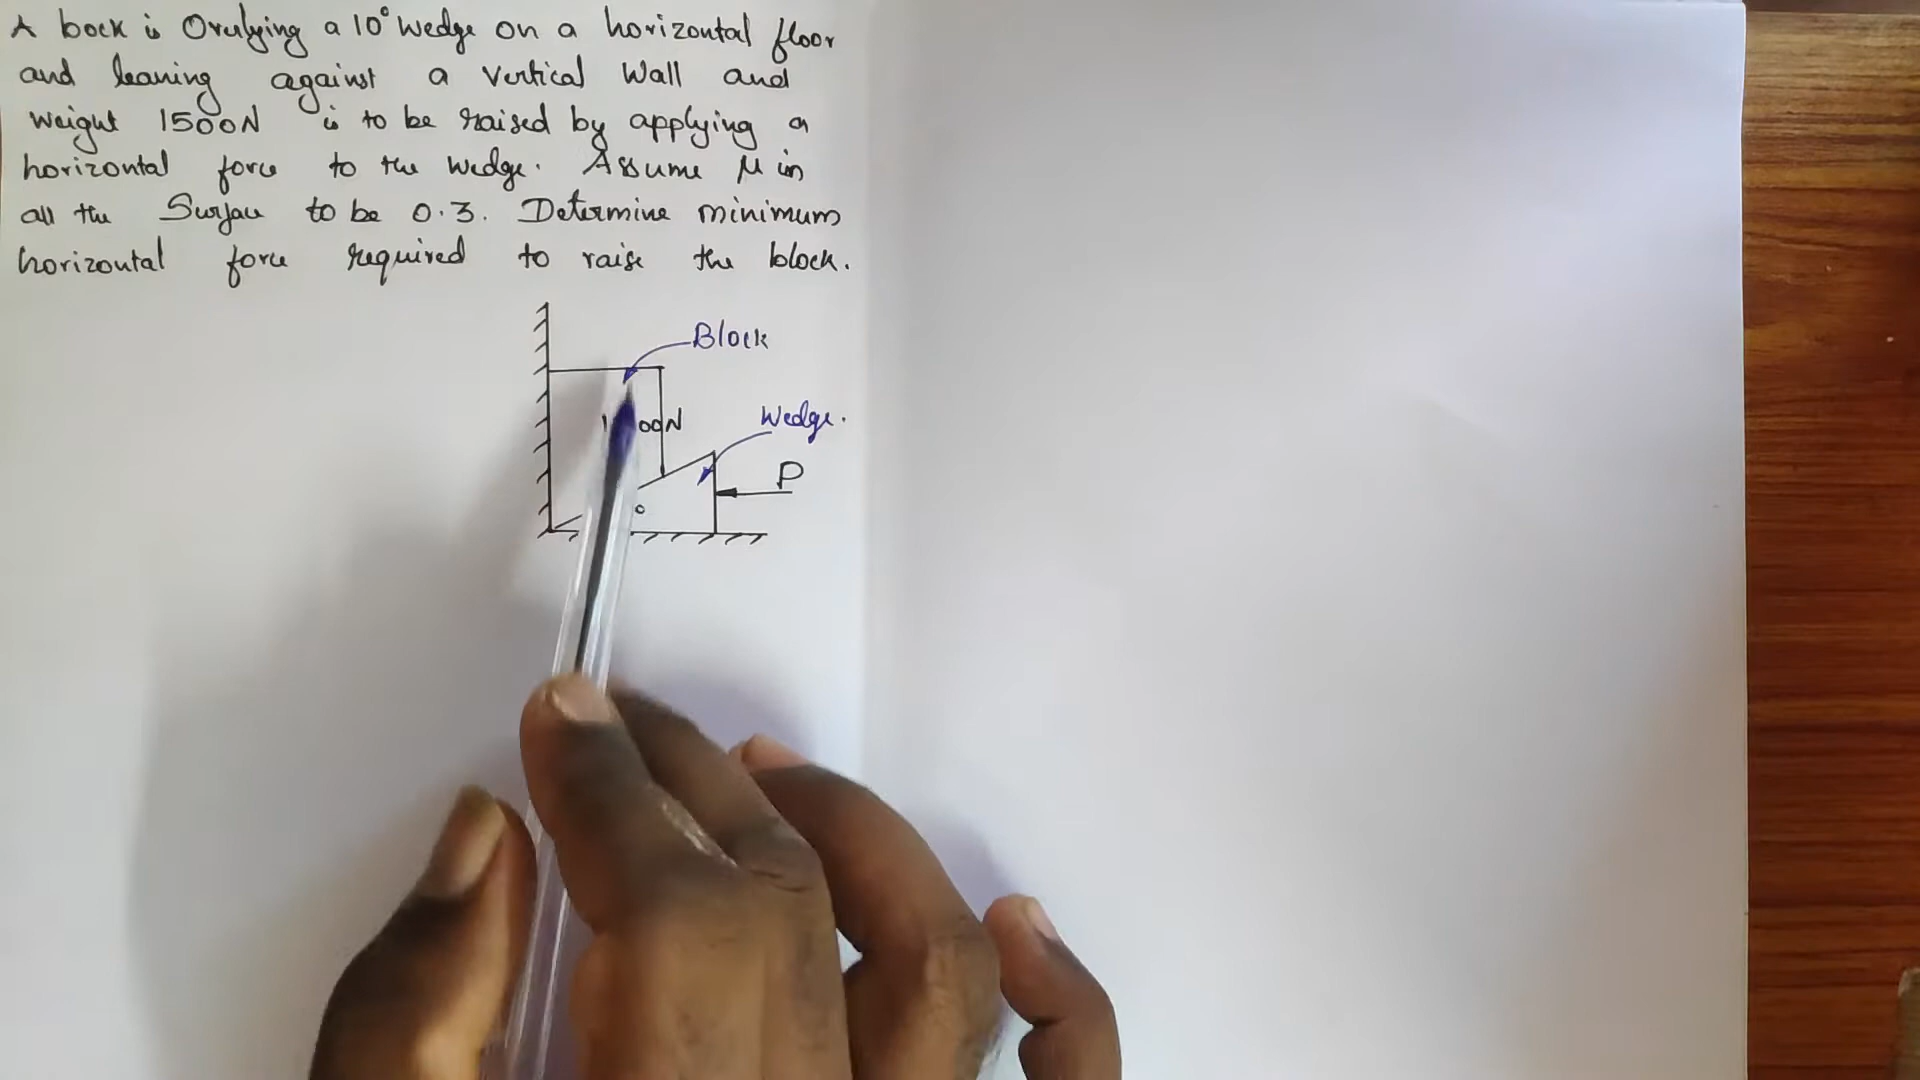 A bock is Overlying a 10° Wedge on a horizontal floor
and leaning against a vertical Wall and
weight 1500N is to be raised by applying a
horizontal force to the wedge. Assume μ in
all the Surface to be 0.3. Determine minimum
horizontal force required to raise the block.
Block
Wedge.
P